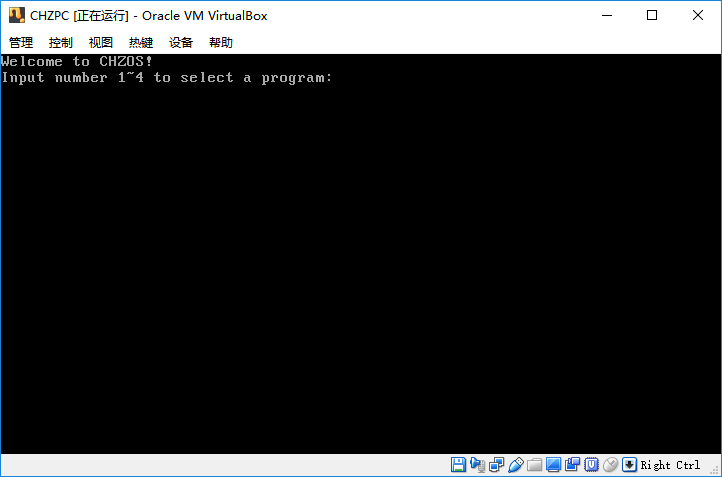 CHZPC [正在运行] - Oracle VM VirtualBox
管理 控制 视图 热键 设备 帮助
Welcome to CHZOS!
Input number 1~4 to select a program:
Right Ctrl